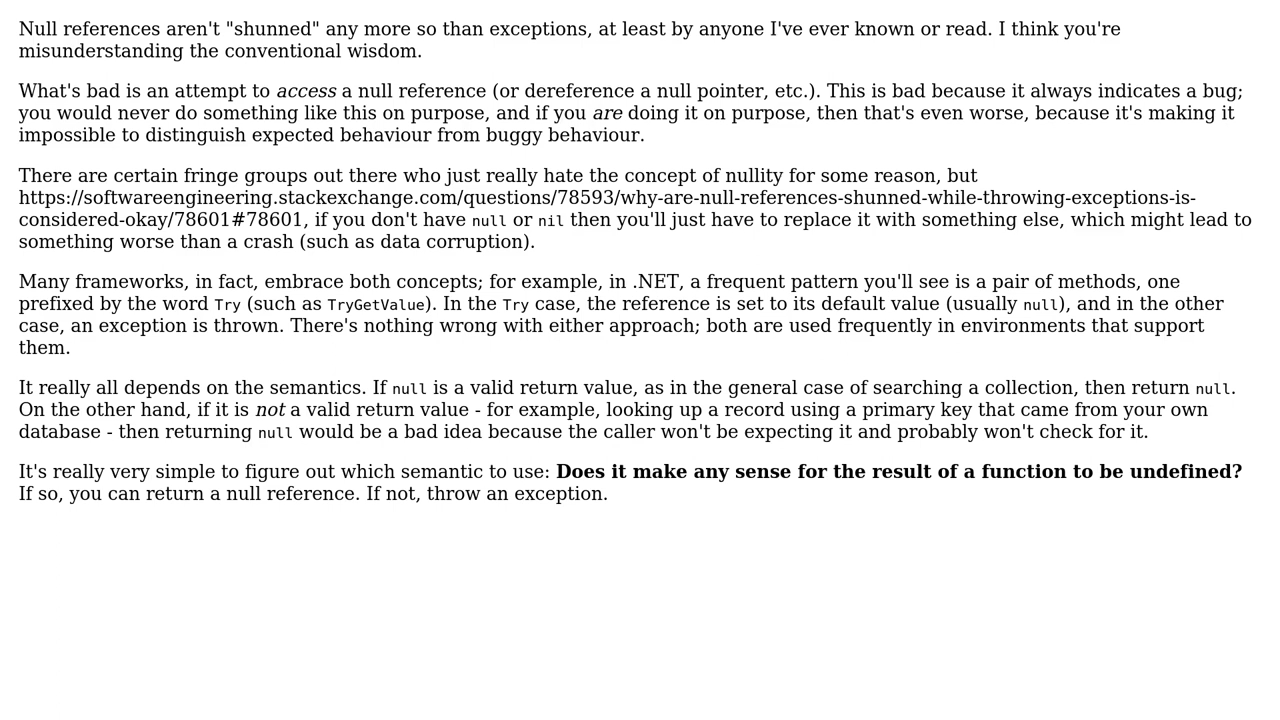 Null references aren't "shunned" any more so than exceptions, at least by anyone I've ever known or read. I think you're
misunderstanding the conventional wisdom.
What's bad is an attempt to access a null reference (or dereference a null pointer, etc.). This is bad because it always indicates a bug;
you would never do something like this on purpose, and if you are doing it on purpose, then that's even worse, because it's making it
impossible to distinguish expected behaviour from buggy behaviour.
There are certain fringe groups out there who just really hate the concept of nullity for some reason, but
https://softwareengineering.stackexchange.com/questions/78593/why-are-null-references-shunned-while-throwing-exceptions-is-
considered-okay/78601#78601, if you don't have null or nil then you'll just have to replace it with something else, which might lead to
something worse than a crash (such as data corruption).
Many frameworks, in fact, embrace both concepts; for example, in .NET, a frequent pattern you'll see is a pair of methods, one
prefixed by the word Try (such as TryGetValue). In the Try case, the reference is set to its default value (usually null), and in the other
case, an exception is thrown. There's nothing wrong with either approach; both are used frequently in environments that support
them.
It really all depends on the semantics. If null is a valid return value, as in the general case of searching a collection, then return null.
On the other hand, if it is not a valid return value - for example, looking up a record using a primary key that came from your own
database - then returning null would be a bad idea because the caller won't be expecting it and probably won't check for it.
It's really very simple to figure out which semantic to use: Does it make any sense for the result of a function to be undefined?
If so, you can return a null reference. If not, throw an exception.